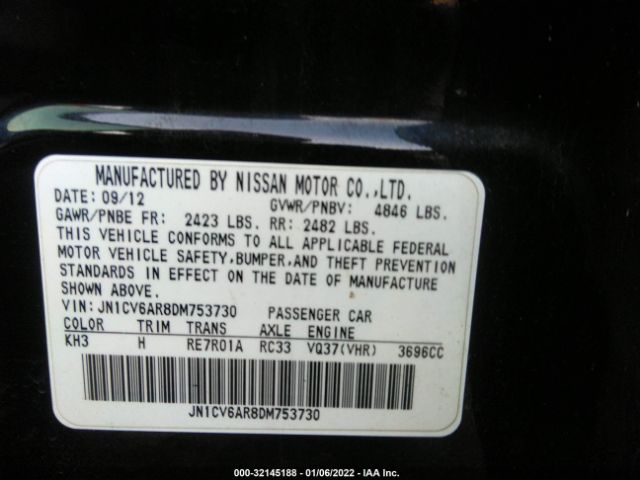 MANUFACTURED BY NISSAN MOTOR CO.,LTD.
DATE: 09/12 GVWR/PNBV: 4846 LBS.
GAWR/PNBE FR: 2423 LBS. RR: 2482 LBS.
THIS VEHICLE CONFORMS TO ALL APPLICABLE FEDERAL
MOTOR VEHICLE SAFETY,BUMPER,AND THEFT PREVENTION
STANDARDS IN EFFECT ON THE DATE OF MANUFACTURE
SHOWN ABOVE.
VIN: JN1CV6AR8DM753730 PASSENGER CAR
COLOR TRIM TRANS AXLE ENGINE
KH3 H RE7R01A RC33 VQ37(VHR) 3696CC
JN1CV6AR8DM753730
000-32145188 - 01/06/2022 - IAA Inc.